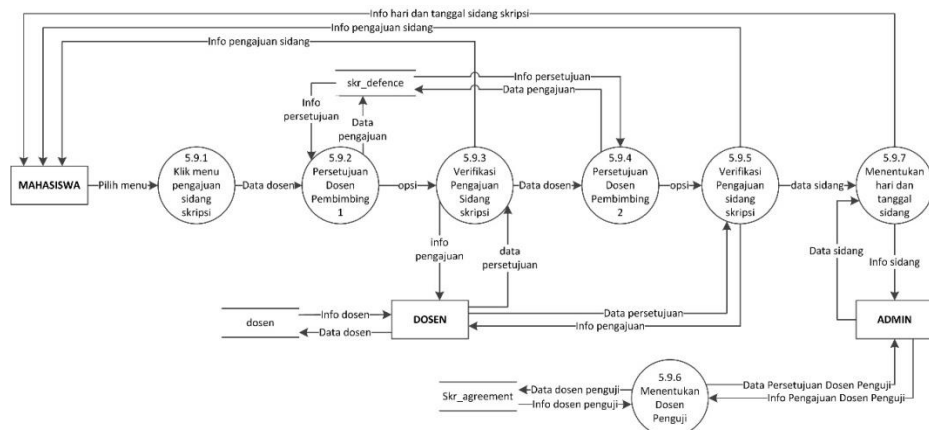 Info hari dan tanggal sidang skripsi
Info pengajuan sidang
Info pengajuan sidang
skr_defence
Info persetujuan
Data pengajuan
Info
persetujuan
Data
pengajuan
MAHASISWA
Pilih menu
5.9.1
Klik menu
pengajuan
sidang
skripsi
Data dosen
5.9.2
Persetujuan
Dosen
Pembimbing
1
opsi
5.9.3
Verifikasi
Pengajuan
Sidang
skripsi
Data dosen
5.9.4
Persetujuan
Dosen
Pembimbing
2
opsi
5.9.5
Verifikasi
Pengajuan
sidang
skripsi
data sidang
5.9.7
Menentukan
hari dan
tanggal
sidang
info
pengajuan
data
persetujuan
Data sidang
Info sidang
dosen
Info dosen
Data dosen
DOSEN
Data persetujuan
Info pengajuan
ADMIN
Skr_agreement
Data dosen penguji
Info dosen penguji
5.9.6
Menentukan
Dosen
Penguji
Data Persetujuan Dosen Penguji
Info Pengajuan Dosen Penguji